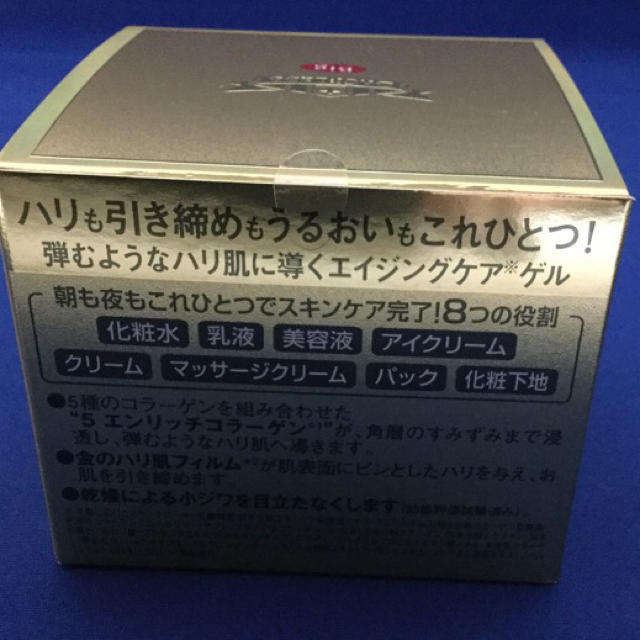 ハリも引き締めもうるおいもこれひとつ!
弾むようなハリ肌に導くエイジングケア※ゲル
朝も夜もこれひとつでスキンケア完了!8つの役割
化粧水 乳液 美容液 アイクリーム
クリーム マッサージクリーム パック 化粧下地
●5種のコラーゲンを組み合わせた
"5 エンリッチコラーゲン"が、角層のすみずみまで浸
透し、弾むようなハリ肌へ導きます。
●金のハリ肌フィルムが肌表面にピンとしたハリを与え、お
肌を引き締めます。
●乾燥による小ジワを目立たなくします(効能評価試験済み)。